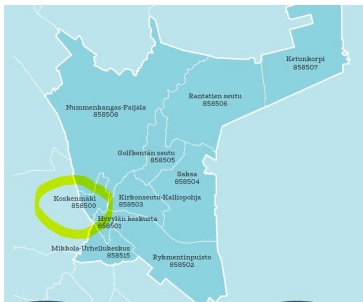 Ketunkorpi
858507
Rantatien seutu
858506
Nummenkangas-Paijala
858508
Golfkentän seutu
858505
Saksa
858504
Koskenmäki
858509
Kirkonseutu-Kalliopohja
858503
Hyrylän keskusta
858501
Mikkola-Urheilukeskus
858515
Rykmentinpuisto
858502